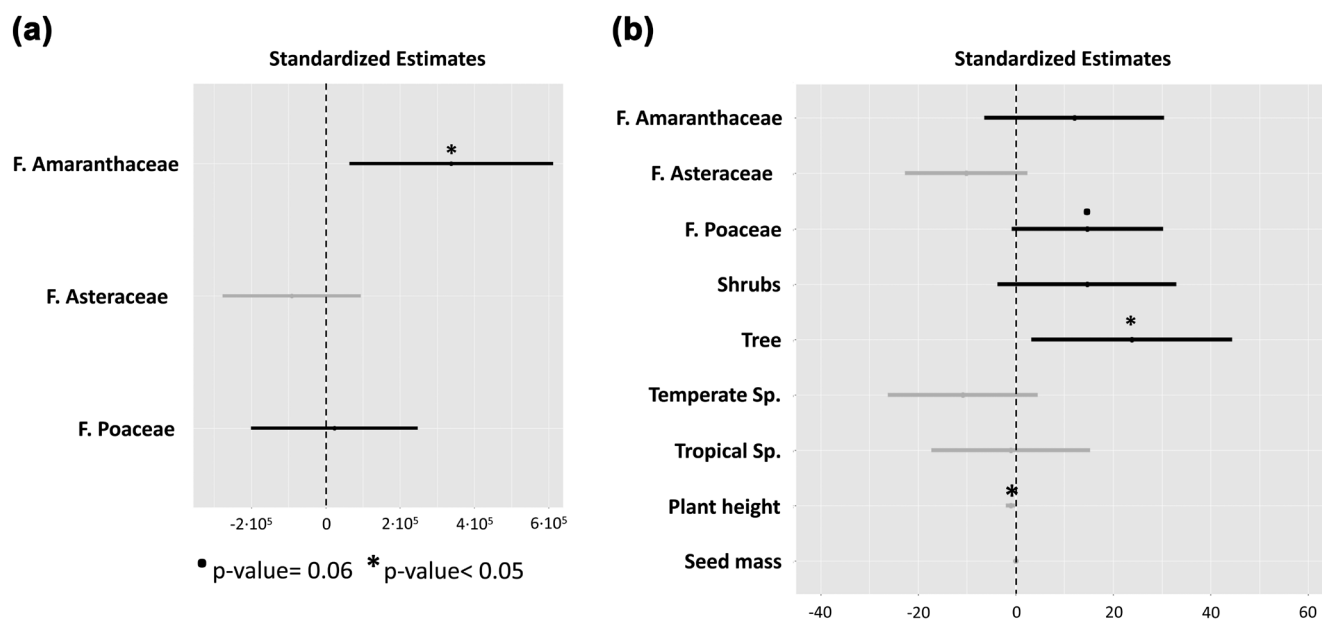 (a)
Standardized Estimates
F. Amaranthaceae
*
F. Asteraceae
F. Poaceae
-2·10⁵ 0 2·10⁵ 4·10⁵ 6·10⁵
▪ p-value= 0.06 * p-value< 0.05
(b)
Standardized Estimates
F. Amaranthaceae
F. Asteraceae
F. Poaceae
Shrubs
Tree
*
Temperate Sp.
Tropical Sp.
Plant height
*
Seed mass
-40 -20 0 20 40 60